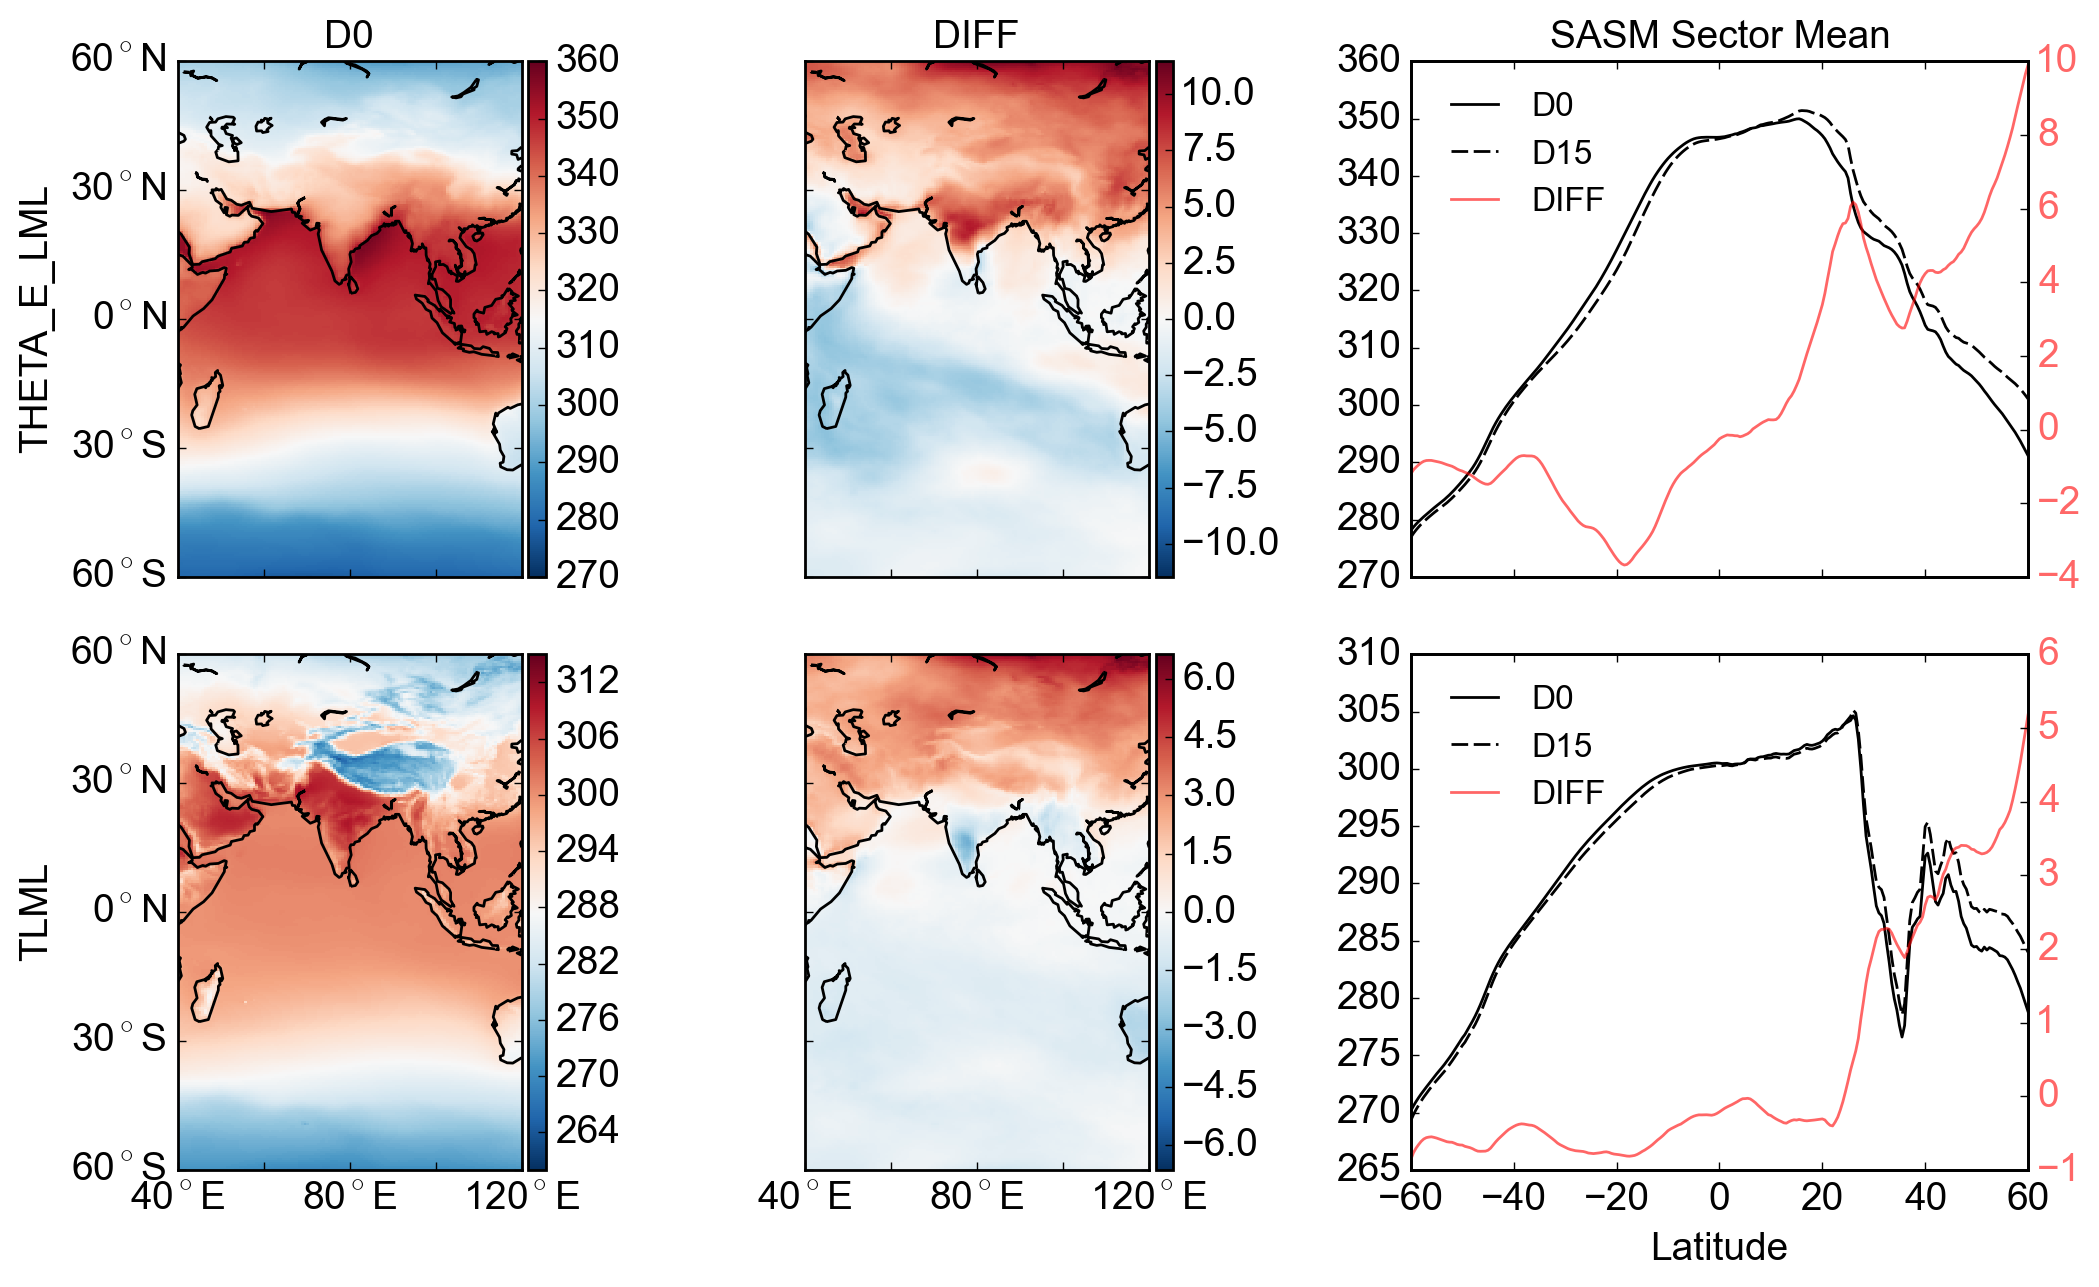 D0
DIFF
SASM Sector Mean
THETA_E_LML
60°N
30°N
0°N
30°S
60°S
360
350
340
330
320
310
300
290
280
270
10.0
7.5
5.0
2.5
0.0
−2.5
−5.0
−7.5
−10.0
360
350
340
330
320
310
300
290
280
270
D0
D15
DIFF
10
8
6
4
2
0
−2
−4
TLML
60°N
30°N
0°N
30°S
60°S
40°E
80°E
120°E
312
306
300
294
288
282
276
270
264
40°E
80°E
120°E
6.0
4.5
3.0
1.5
0.0
−1.5
−3.0
−4.5
−6.0
310
305
300
295
290
285
280
275
270
265
D0
D15
DIFF
6
5
4
3
2
1
0
−1
−60
−40
−20
0
20
40
60
Latitude